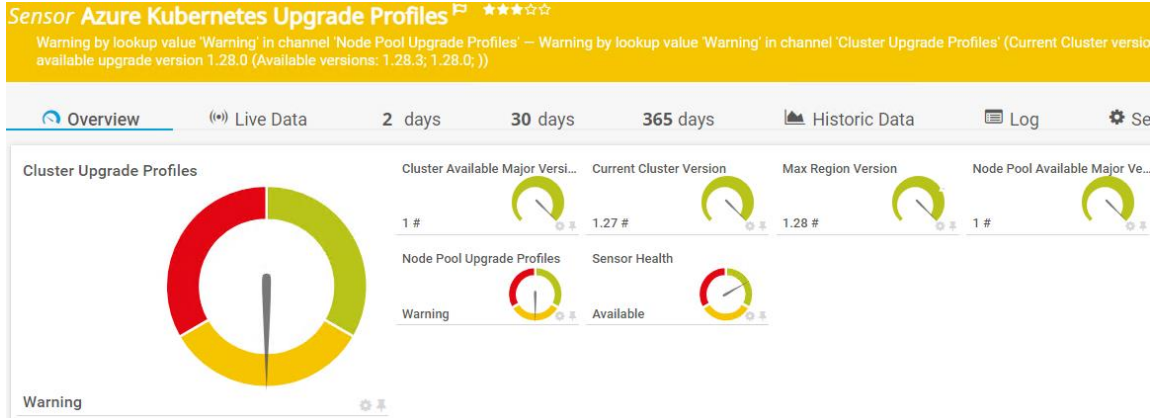 Sensor Azure Kubernetes Upgrade Profiles
Warning by lookup value 'Warning' in channel 'Node Pool Upgrade Profiles' — Warning by lookup value 'Warning' in channel 'Cluster Upgrade Profiles' (Current Cluster versio
available upgrade version 1.28.0 (Available versions: 1.28.3; 1.28.0; ))
Overview
Live Data
2 days
30 days
365 days
Historic Data
Log
Se
Cluster Upgrade Profiles
Warning
Cluster Available Major Versi...
1 #
Current Cluster Version
1.27 #
Max Region Version
1.28 #
Node Pool Available Major Ve...
1 #
Node Pool Upgrade Profiles
Warning
Sensor Health
Available